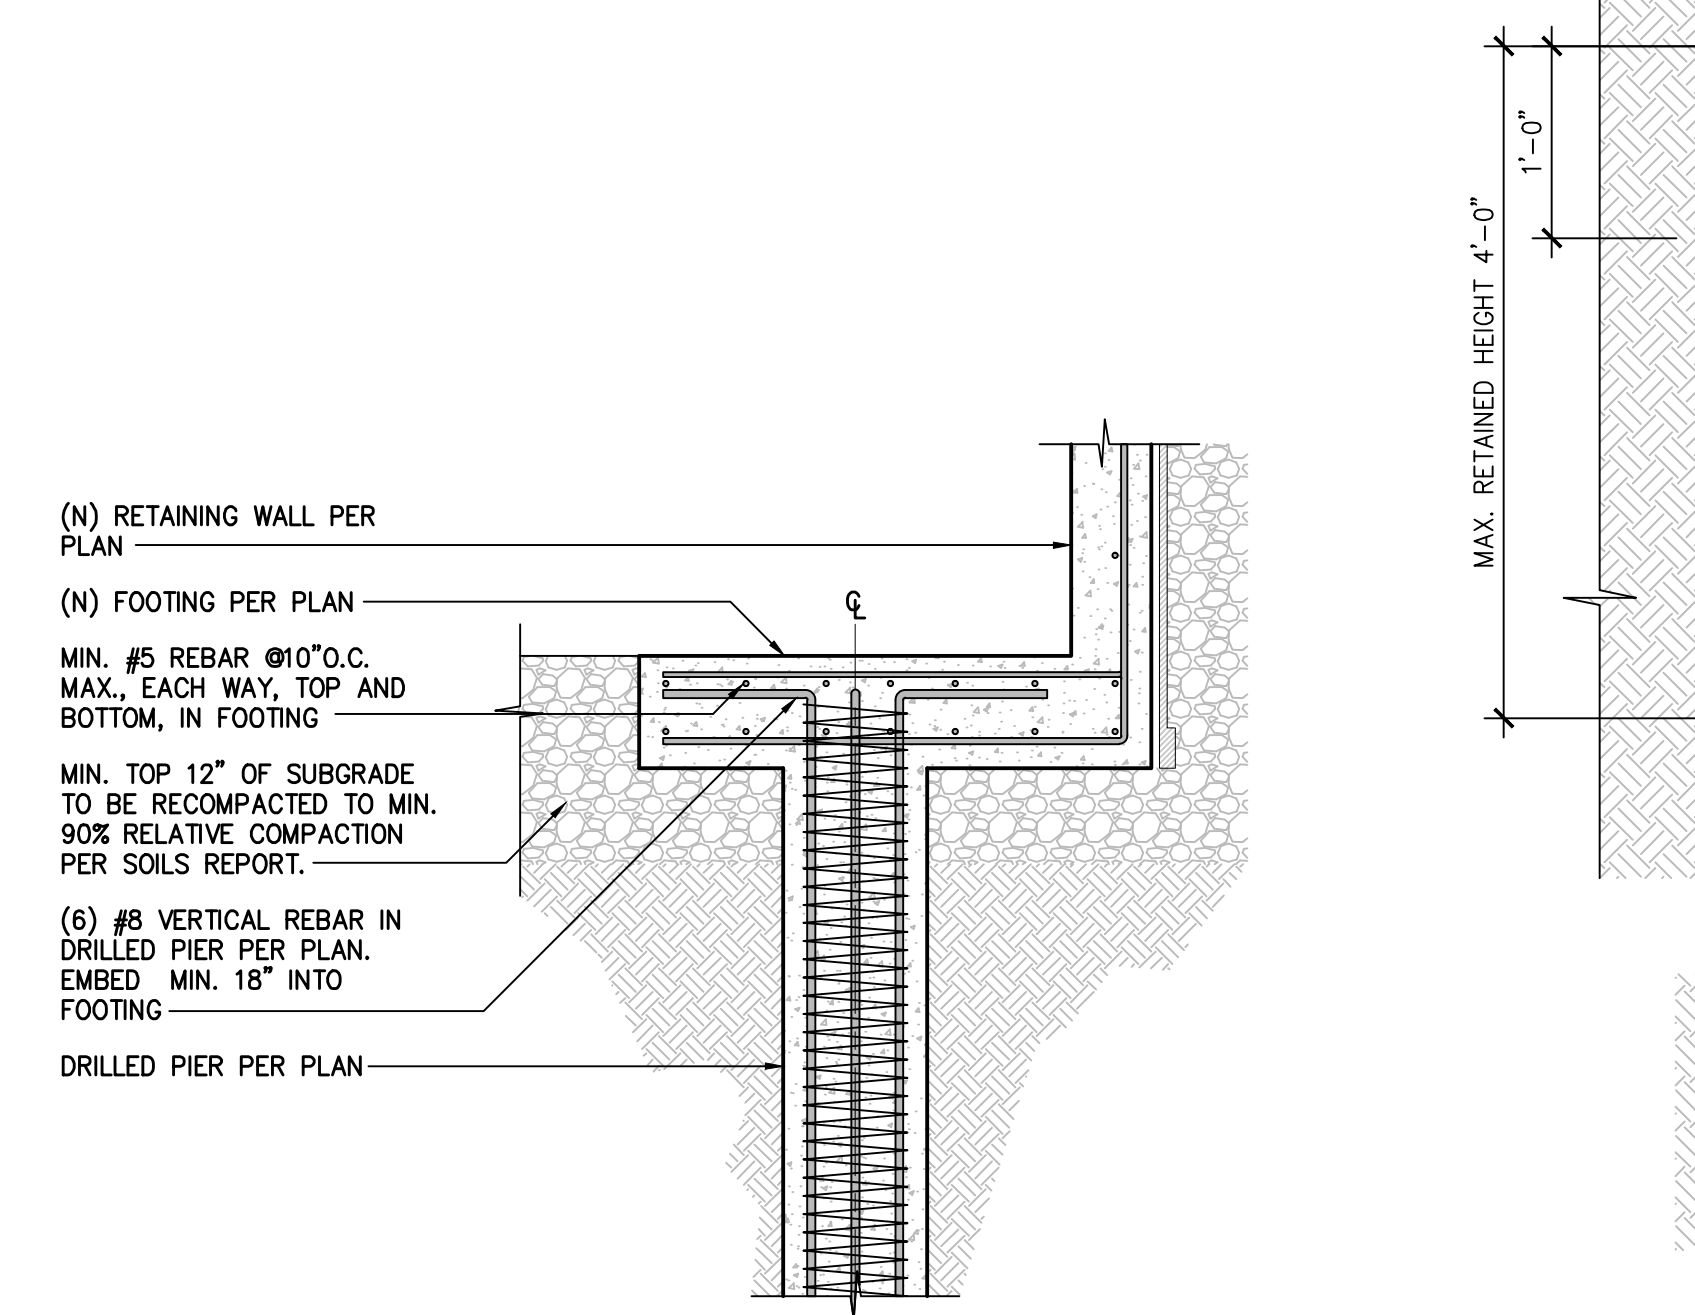 (N) RETAINING WALL PER
PLAN
(N) FOOTING PER PLAN
MIN. #5 REBAR @10"O.C.
MAX., EACH WAY, TOP AND
BOTTOM, IN FOOTING
MIN. TOP 12" OF SUBGRADE
TO BE RECOMPACTED TO MIN.
90% RELATIVE COMPACTION
PER SOILS REPORT.
(6) #8 VERTICAL REBAR IN
DRILLED PIER PER PLAN.
EMBED  MIN. 18" INTO
FOOTING
DRILLED PIER PER PLAN
℄
MAX. RETAINED HEIGHT 4'-0"
1'-0"